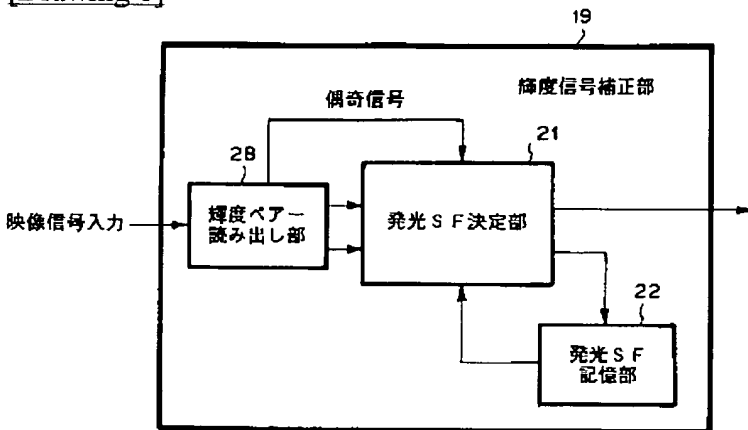 19
輝度信号補正部
偶奇信号
21
28
映像信号入力
輝度ペアー
読み出し部
発光SF決定部
22
発光SF
記憶部